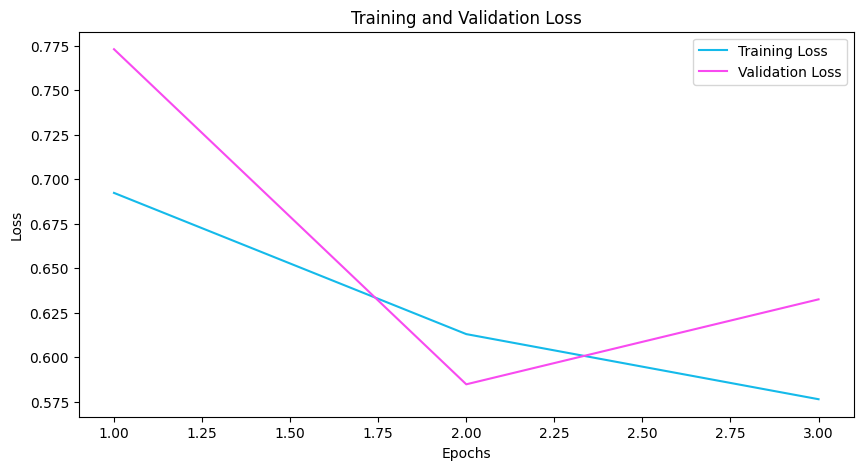 Training and Validation Loss
Training Loss
Validation Loss
0.775
0.750
0.725
0.700
0.675
0.650
0.625
0.600
0.575
Loss
1.00 1.25 1.50 1.75 2.00 2.25 2.50 2.75 3.00
Epochs